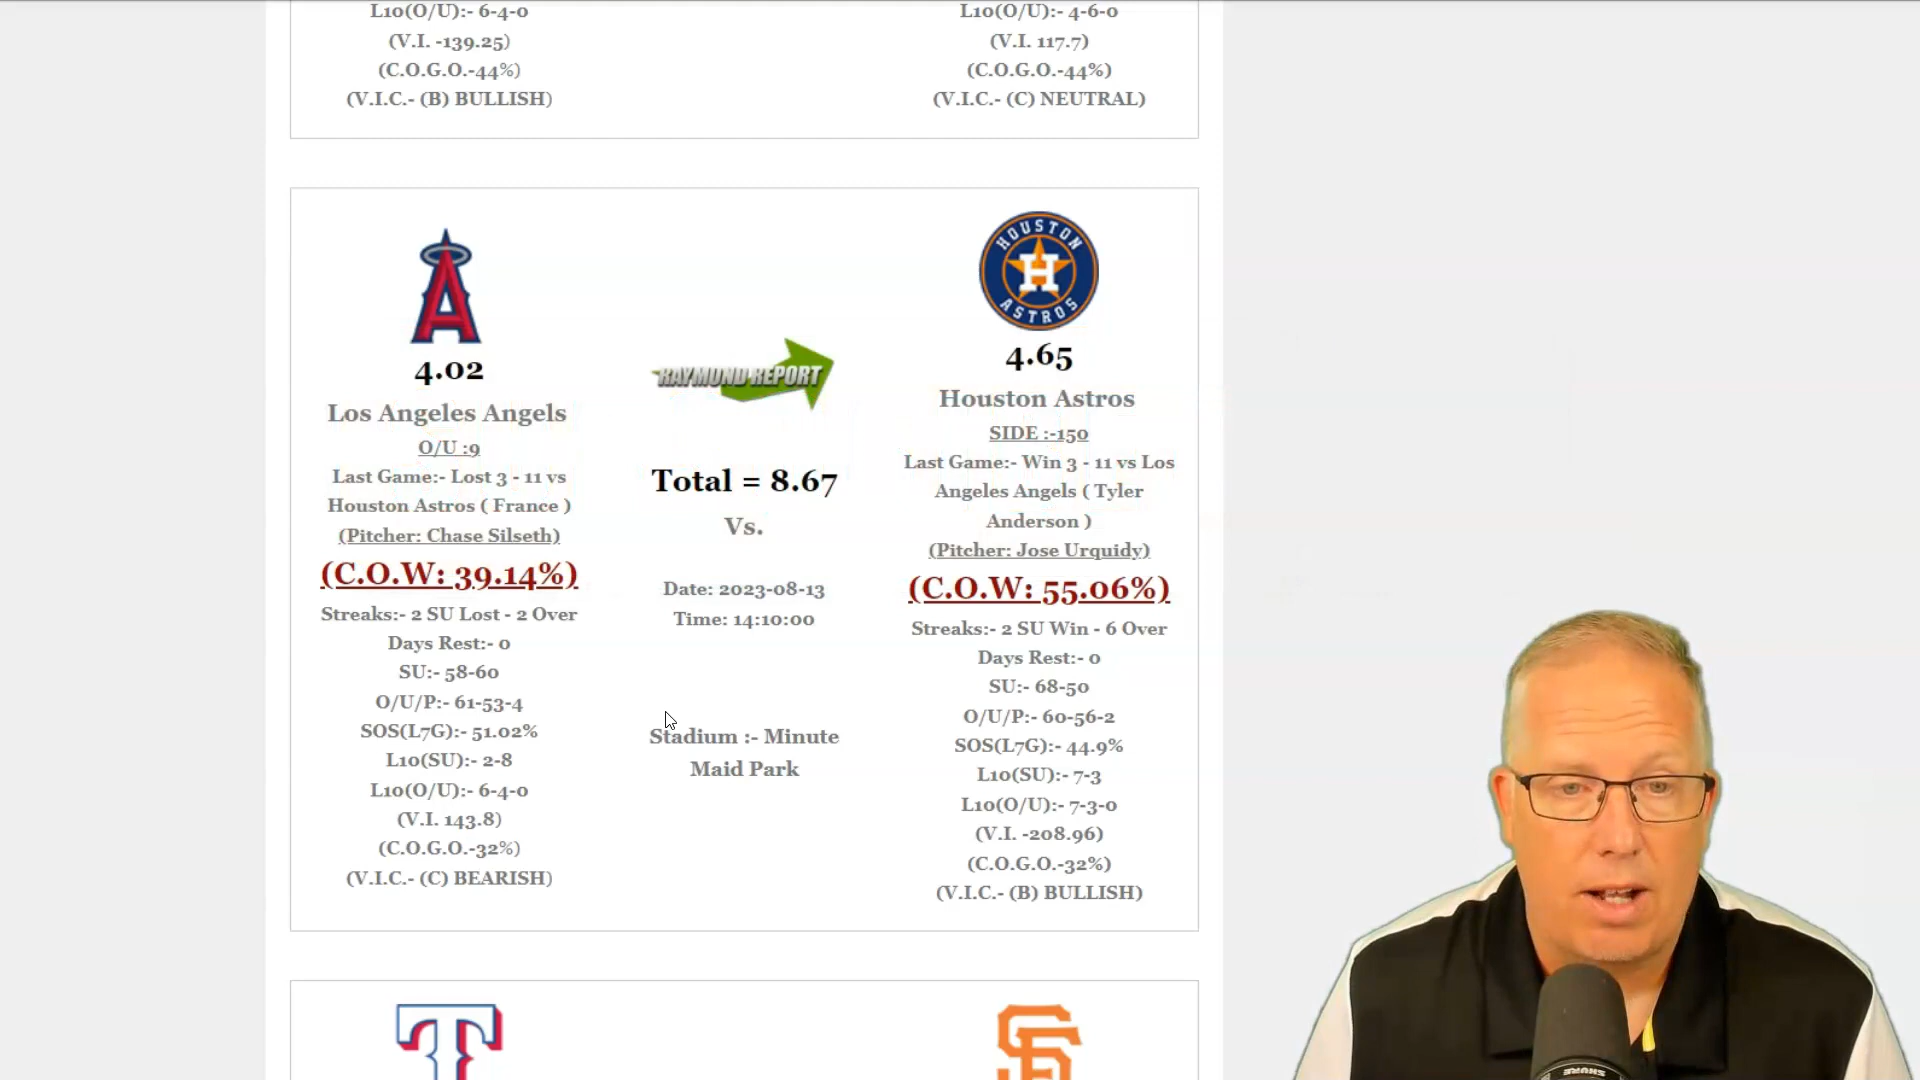 L10(O/U):- 6-4-0
(V.I. -139.25)
(C.O.G.O.-44%)
(V.I.C.- (B) BULLISH)
L10(O/U):- 4-6-0
(V.I. 117.7)
(C.O.G.O.-44%)
(V.I.C.- (C) NEUTRAL)
A
4.02
Los Angeles Angels
O/U :9
Last Game:- Lost 3 - 11 vs
Houston Astros ( France )
(Pitcher: Chase Silseth)
(C.O.W: 39.14%)
Streaks:- 2 SU Lost - 2 Over
Days Rest:- 0
SU:- 58-60
O/U/P:- 61-53-4
SOS(L7G):- 51.02%
L10(SU):- 2-8
L10(O/U):- 6-4-0
(V.I. 143.8)
(C.O.G.O.-32%)
(V.I.C.- (C) BEARISH)
RAYMOND REPORT
Total = 8.67
Vs.
Date: 2023-08-13
Time: 14:10:00
Stadium :- Minute
Maid Park
HOUSTON
H
ASTROS
4.65
Houston Astros
SIDE :-150
Last Game:- Win 3 - 11 vs Los
Angeles Angels ( Tyler
Anderson )
(Pitcher: Jose Urquidy)
(C.O.W: 55.06%)
Streaks:- 2 SU Win - 6 Over
Days Rest:- 0
SU:- 68-50
O/U/P:- 60-56-2
SOS(L7G):- 44.9%
L10(SU):- 7-3
L10(O/U):- 7-3-0
(V.I. -208.96)
(C.O.G.O.-32%)
(V.I.C.- (B) BULLISH)
T
SF
SHURE